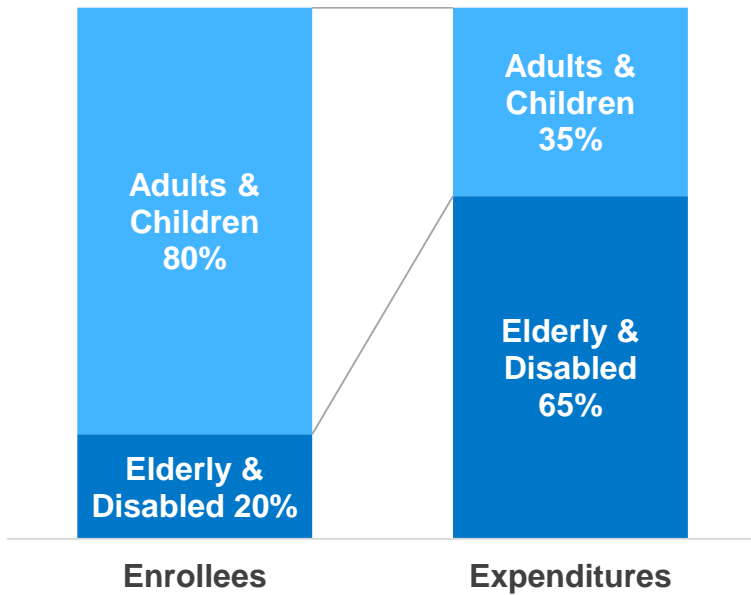 Adults &
Children
80%
Elderly &
Disabled 20%
Adults &
Children
35%
Elderly &
Disabled
65%
Enrollees
Expenditures